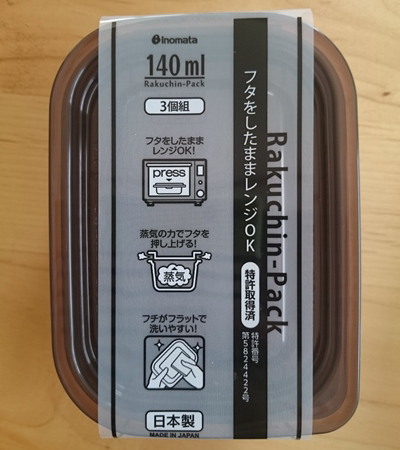 inomata
140ml
Rakuchin-Pack
3個組
フタをしたまま
レンジOK!
press
蒸気の力でフタを
押し上げる!
蒸気
フチがフラットで
洗いやすい!
日本製
MADE IN JAPAN
Rakuchin-Pack
フタをしたままレンジOK
特許取得済
特許番号
第5824422号